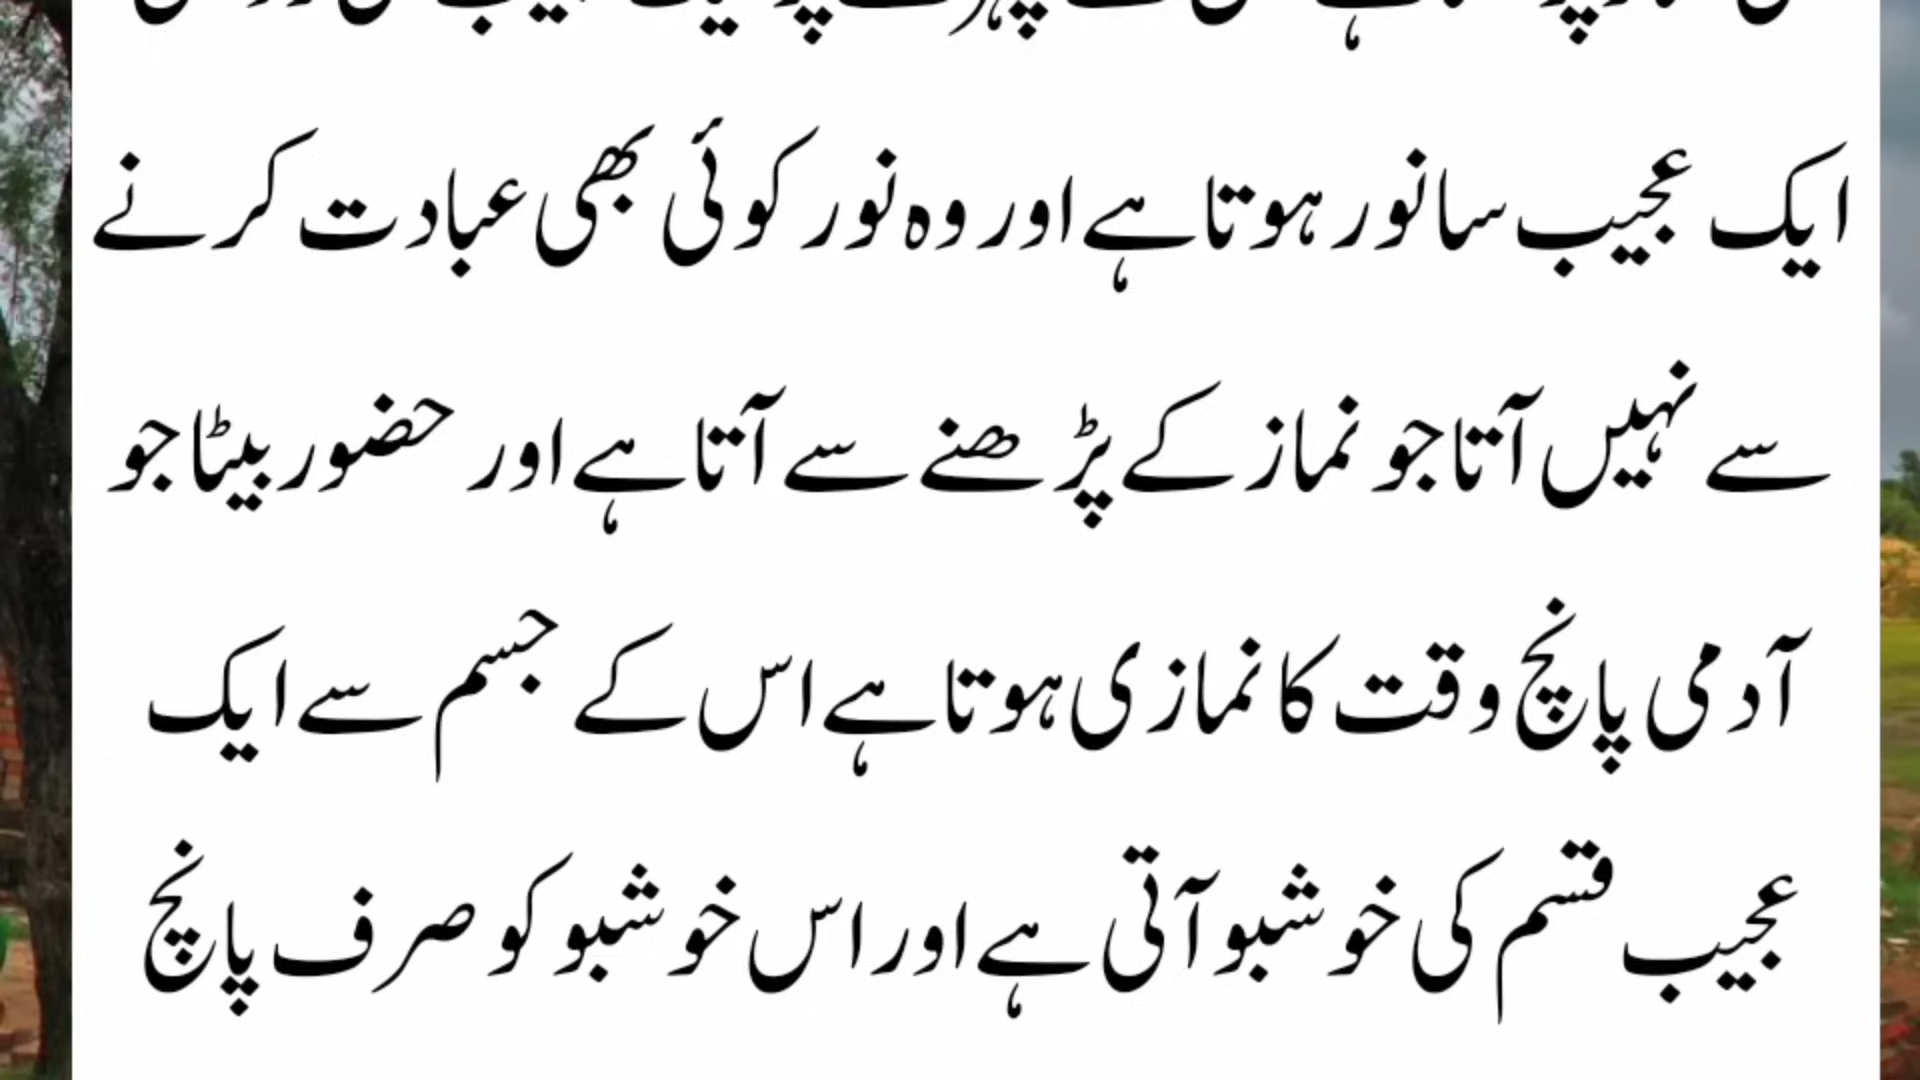 ایک عجیب سا نور ہوتا ہے اور وہ نور کوئی بھی عبادت کرنے
سے نہیں آتا جو نماز کے پڑھنے سے آتا ہے اور حضور بیٹا جو
آدمی پانچ وقت کا نمازی ہوتا ہے اس کے جسم سے ایک
عجیب قسم کی خوشبو آتی ہے اور اس خوشبو کو صرف پانچ